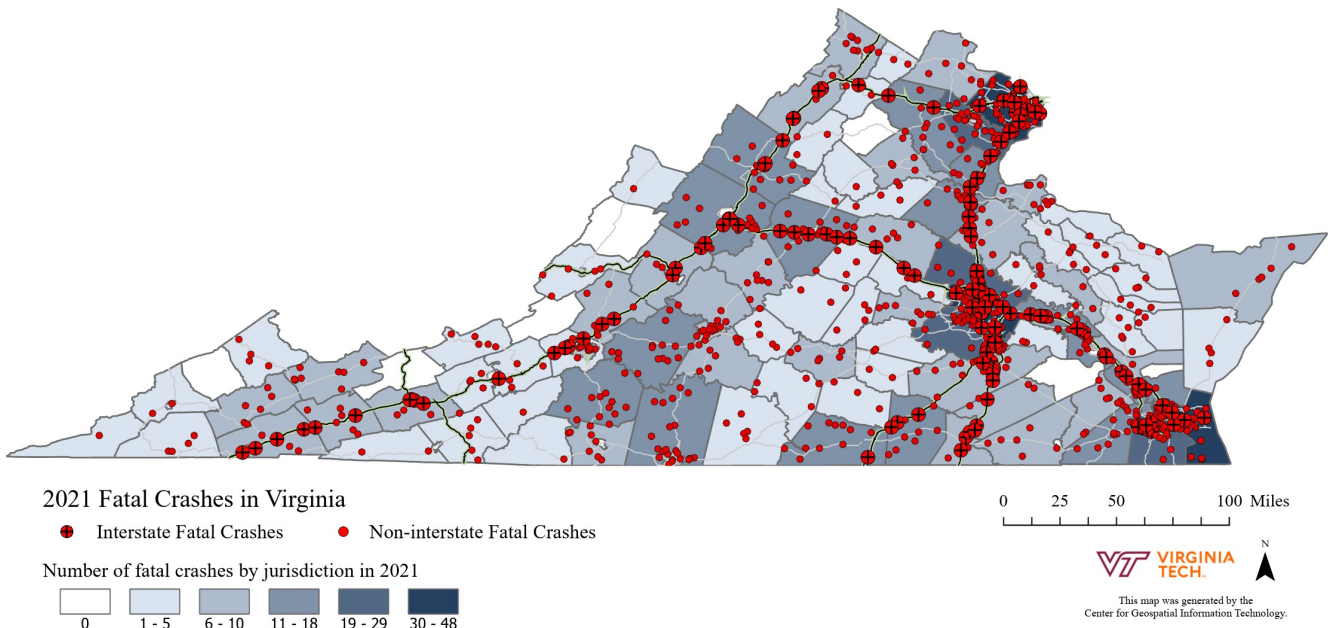 2021 Fatal Crashes in Virginia
Interstate Fatal Crashes Non-interstate Fatal Crashes
Number of fatal crashes by jurisdiction in 2021
0 1 - 5 6 - 10 11 - 18 19 - 29 30 - 48
0 25 50 100 Miles
N
VT VIRGINIA
TECH
This map was generated by the
Center for Geospatial Information Technology.